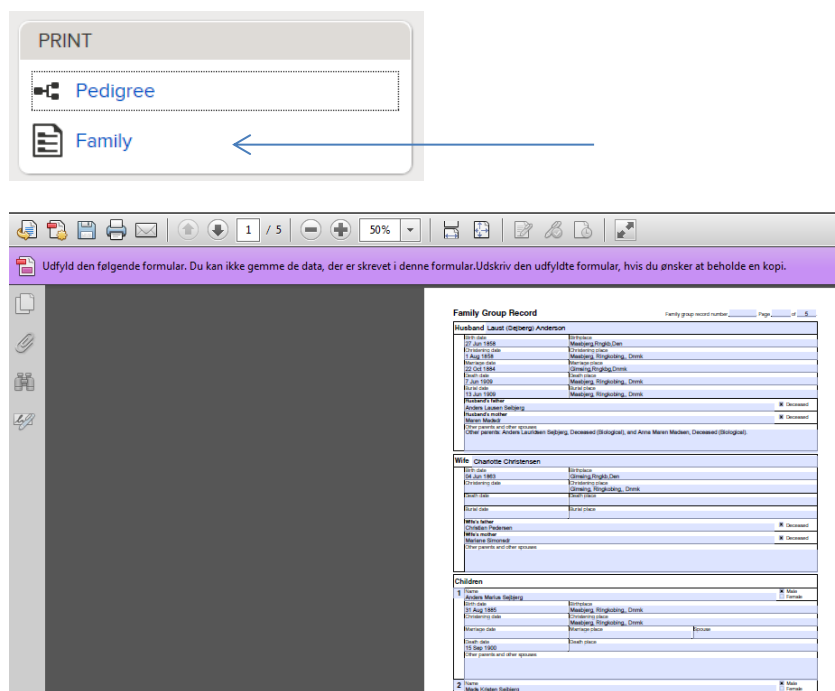 PRINT
Pedigree
Family
1 / 5 50%
Udfyld den følgende formular. Du kan ikke gemme de data, der er skrevet i denne formular.Udskriv den udfyldte formular, hvis du ønsker at beholde en kopi.
Family Group Record Family group record number Page of 5
Husband Laust (Sejberg) Anderson
Birth date Birthplace
27 Jun 1858 Maabjerg,Rngkb,Den
Christening date Christening place
1 Aug 1858 Maabjerg, Ringkobing,, Dnmk
Marriage date Marriage place
22 Oct 1884 Gimsing,Rngkbg,Dnmk
Death date Death place
7 Jun 1909 Maabjerg, Ringkobing,, Dnmk
Burial date Burial place
13 Jun 1909 Maabjerg, Ringkobing,, Dnmk
Husband's father
Anders Lausen Sejbjerg Deceased
Husband's mother
Maren Madsdr Deceased
Other parents and other spouses
Other parents: Anders Lauridsen Sejbjerg, Deceased (Biological), and Anna Maren Madsen, Deceased (Biological).
Wife Charlotte Christensen
Birth date Birthplace
04 Jun 1863 Gimsing,Rngkb,Den
Christening date Christening place
Gimsing, Ringkobing,, Dnmk
Death date Death place
Burial date Burial place
Wife's father
Christian Pedersen Deceased
Wife's mother
Mariane Simonsdr Deceased
Other parents and other spouses
Children
1 Name Male
Anders Marius Sejbjerg Female
Birth date Birthplace
31 Aug 1885 Maabjerg, Ringkobing,, Dnmk
Christening date Christening place
Maabjerg, Ringkobing,, Dnmk
Marriage date Marriage place Spouse
Death date Death place
15 Sep 1900
Other parents and other spouses
2 Name Male
Mads Kristen Sejbjerg Female